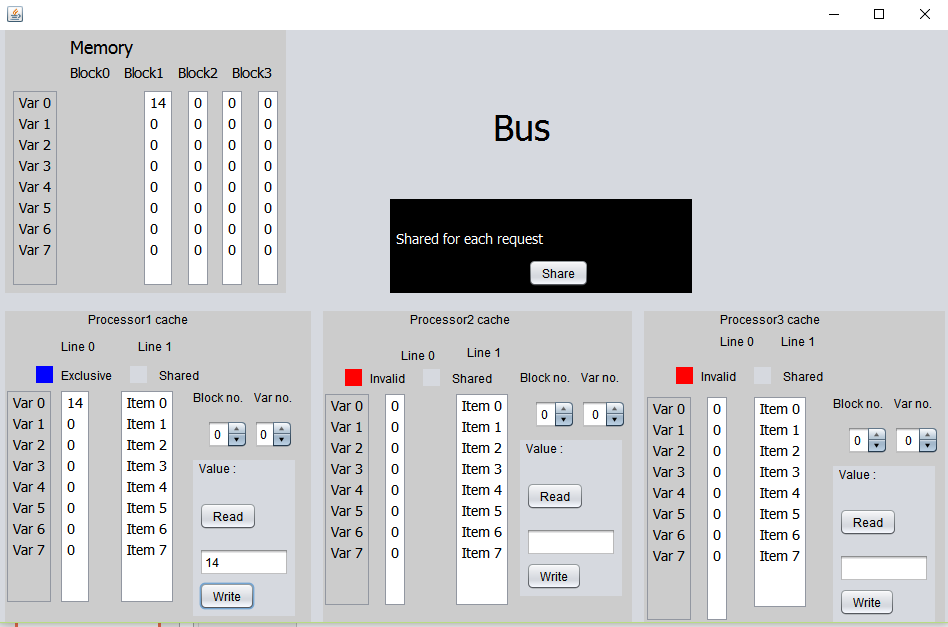 Memory
Block0 Block1 Block2 Block3
Var 0 14 0 0 0
Var 1 0 0 0 0
Var 2 0 0 0 0
Var 3 0 0 0 0
Var 4 0 0 0 0
Var 5 0 0 0 0
Var 6 0 0 0 0
Var 7 0 0 0 0
Bus
Shared for each request
Share
Processor1 cache
Line 0 Line 1
Exclusive Shared
Var 0 14 Item 0
Var 1 0 Item 1
Var 2 0 Item 2
Var 3 0 Item 3
Var 4 0 Item 4
Var 5 0 Item 5
Var 6 0 Item 6
Var 7 0 Item 7
Block no. Var no.
0 0
Value :
Read
14
Write
Processor2 cache
Line 0 Line 1
Invalid Shared
Var 0 0 Item 0
Var 1 0 Item 1
Var 2 0 Item 2
Var 3 0 Item 3
Var 4 0 Item 4
Var 5 0 Item 5
Var 6 0 Item 6
Var 7 0 Item 7
Block no. Var no.
0 0
Value :
Read
Write
Processor3 cache
Line 0 Line 1
Invalid Shared
Var 0 0 Item 0
Var 1 0 Item 1
Var 2 0 Item 2
Var 3 0 Item 3
Var 4 0 Item 4
Var 5 0 Item 5
Var 6 0 Item 6
Var 7 0 Item 7
Block no. Var no.
0 0
Value :
Read
Write